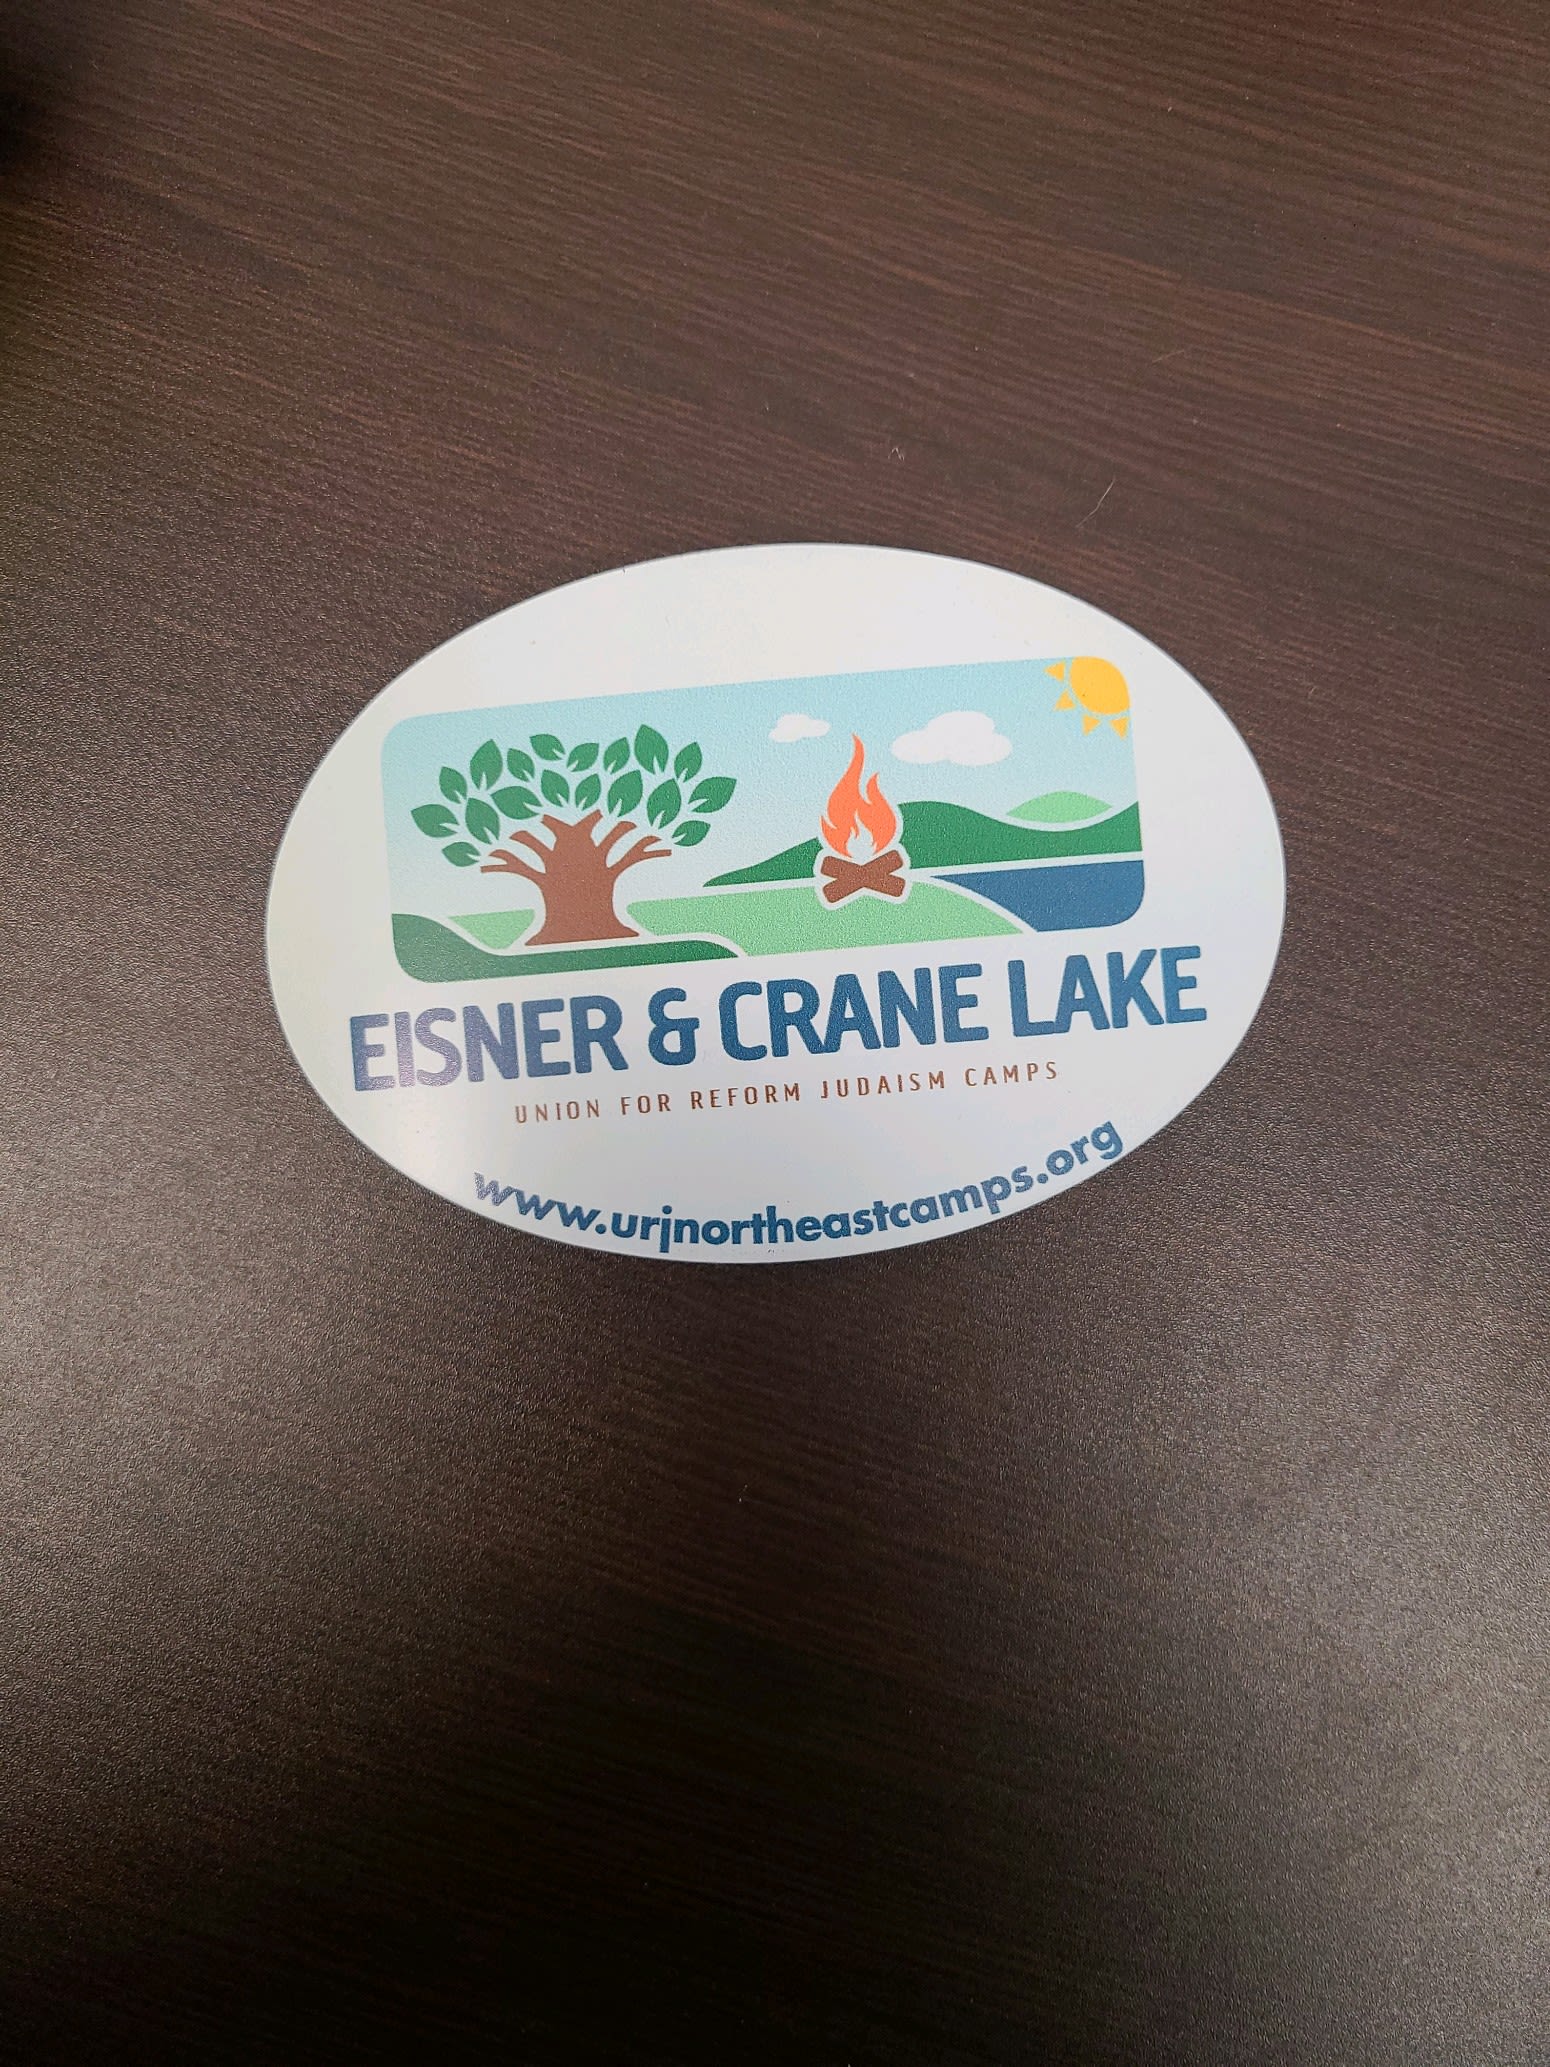 EISNER & CRANE LAKE
UNION FOR REFORM JUDAISM CAMPS
www.urjnortheastcamps.org